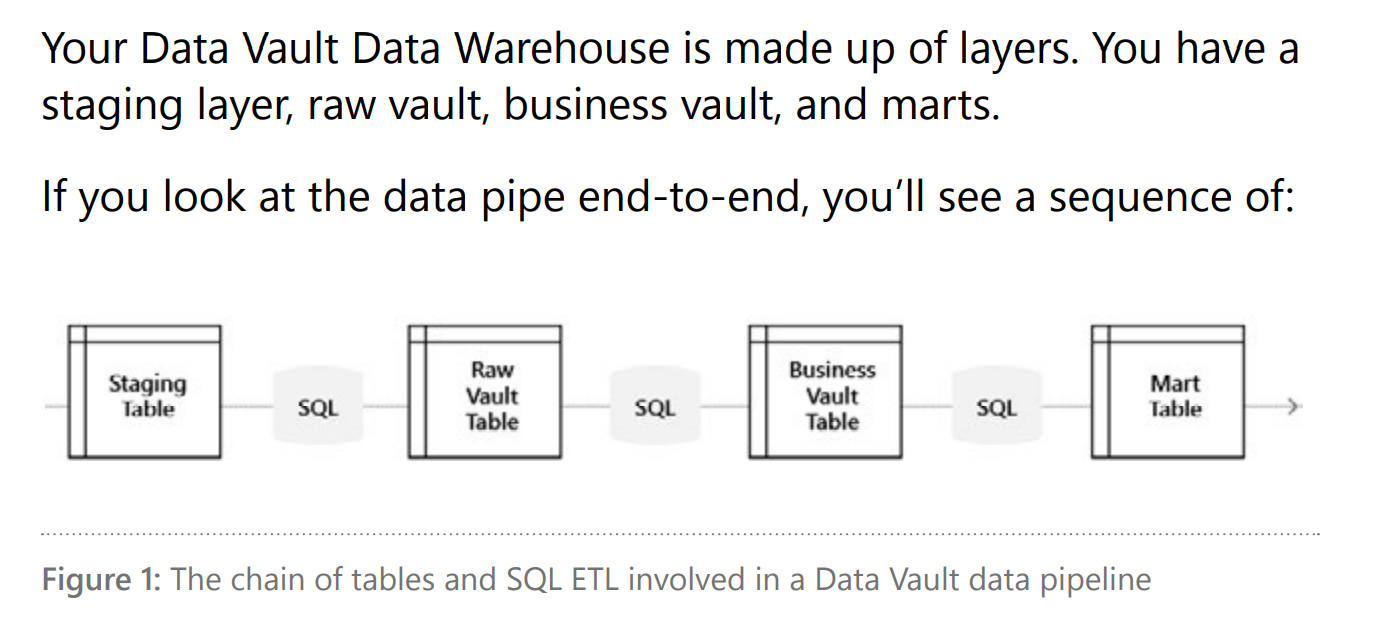 Your Data Vault Data Warehouse is made up of layers. You have a
staging layer, raw vault, business vault, and marts.
If you look at the data pipe end-to-end, you’ll see a sequence of:
Staging
Table
SQL
Raw
Vault
Table
SQL
Business
Vault
Table
SQL
Mart
Table
Figure 1: The chain of tables and SQL ETL involved in a Data Vault data pipeline